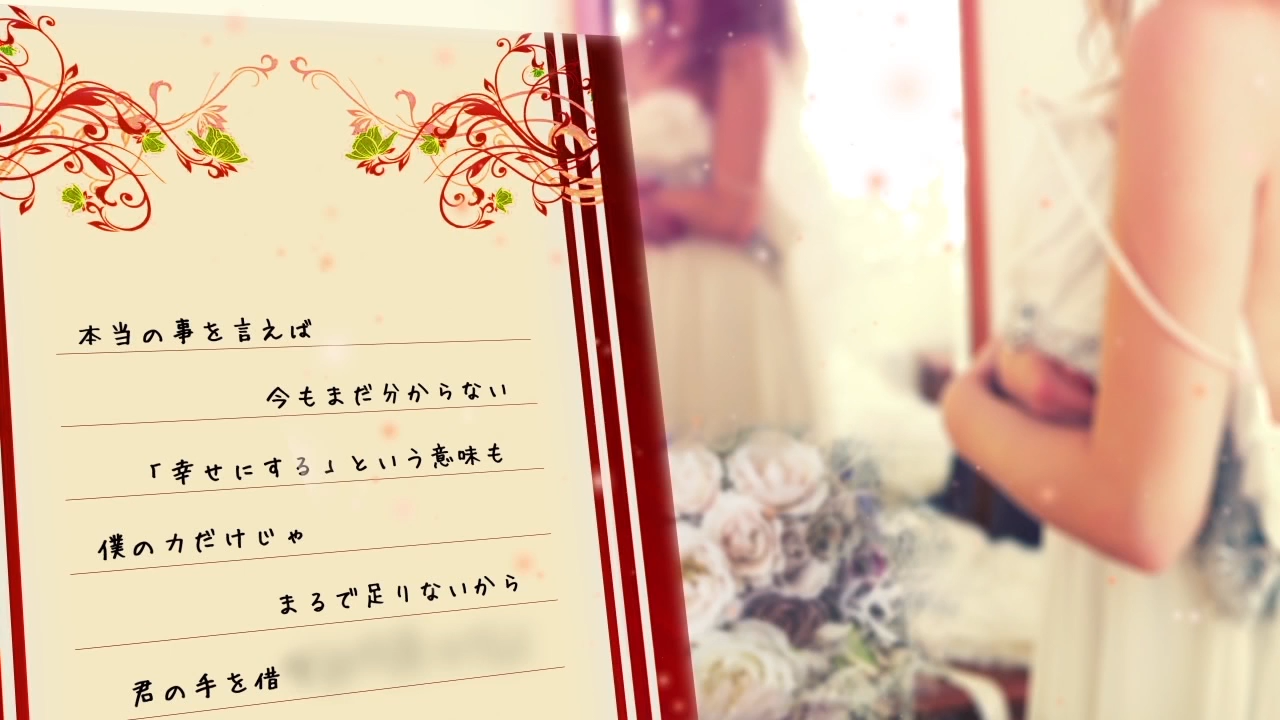 本当の事を言えば
今もまだ分からない
「幸せにする」という意味も
僕の力だけじゃ
まるで足りないから
君の手を借